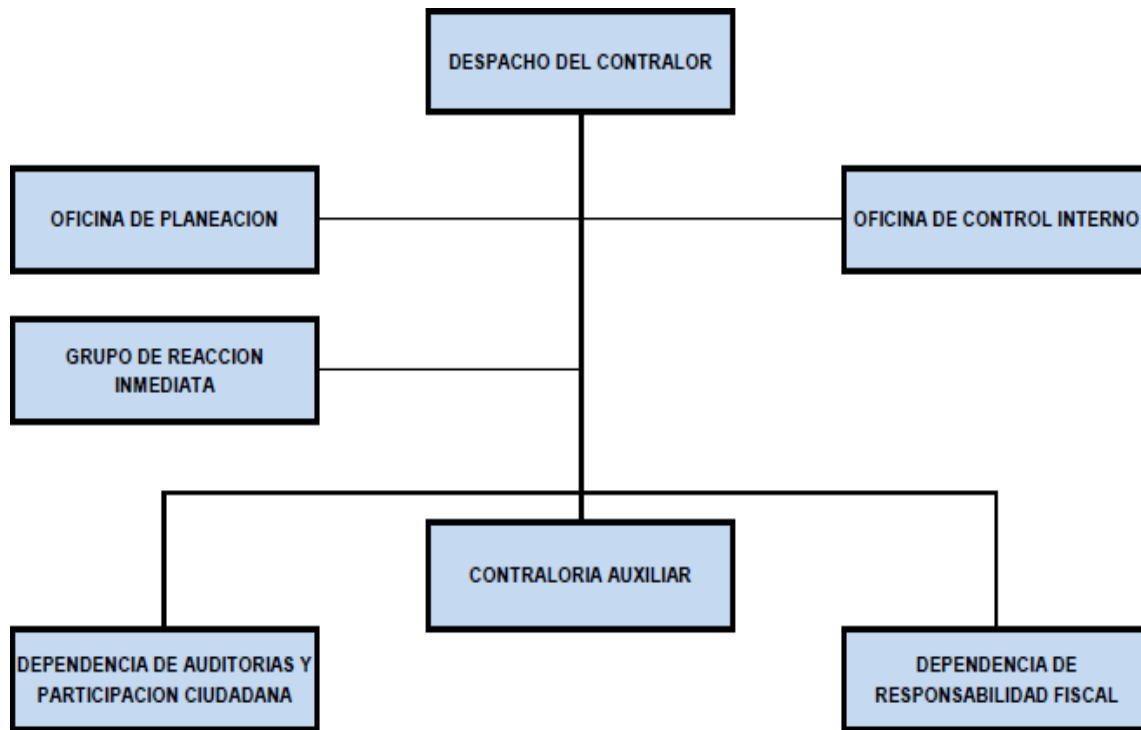 DESPACHO DEL CONTRALOR
OFICINA DE PLANEACION
OFICINA DE CONTROL INTERNO
GRUPO DE REACCION
INMEDIATA
CONTRALORIA AUXILIAR
DEPENDENCIA DE AUDITORIAS Y
PARTICIPACION CIUDADANA
DEPENDENCIA DE
RESPONSABILIDAD FISCAL